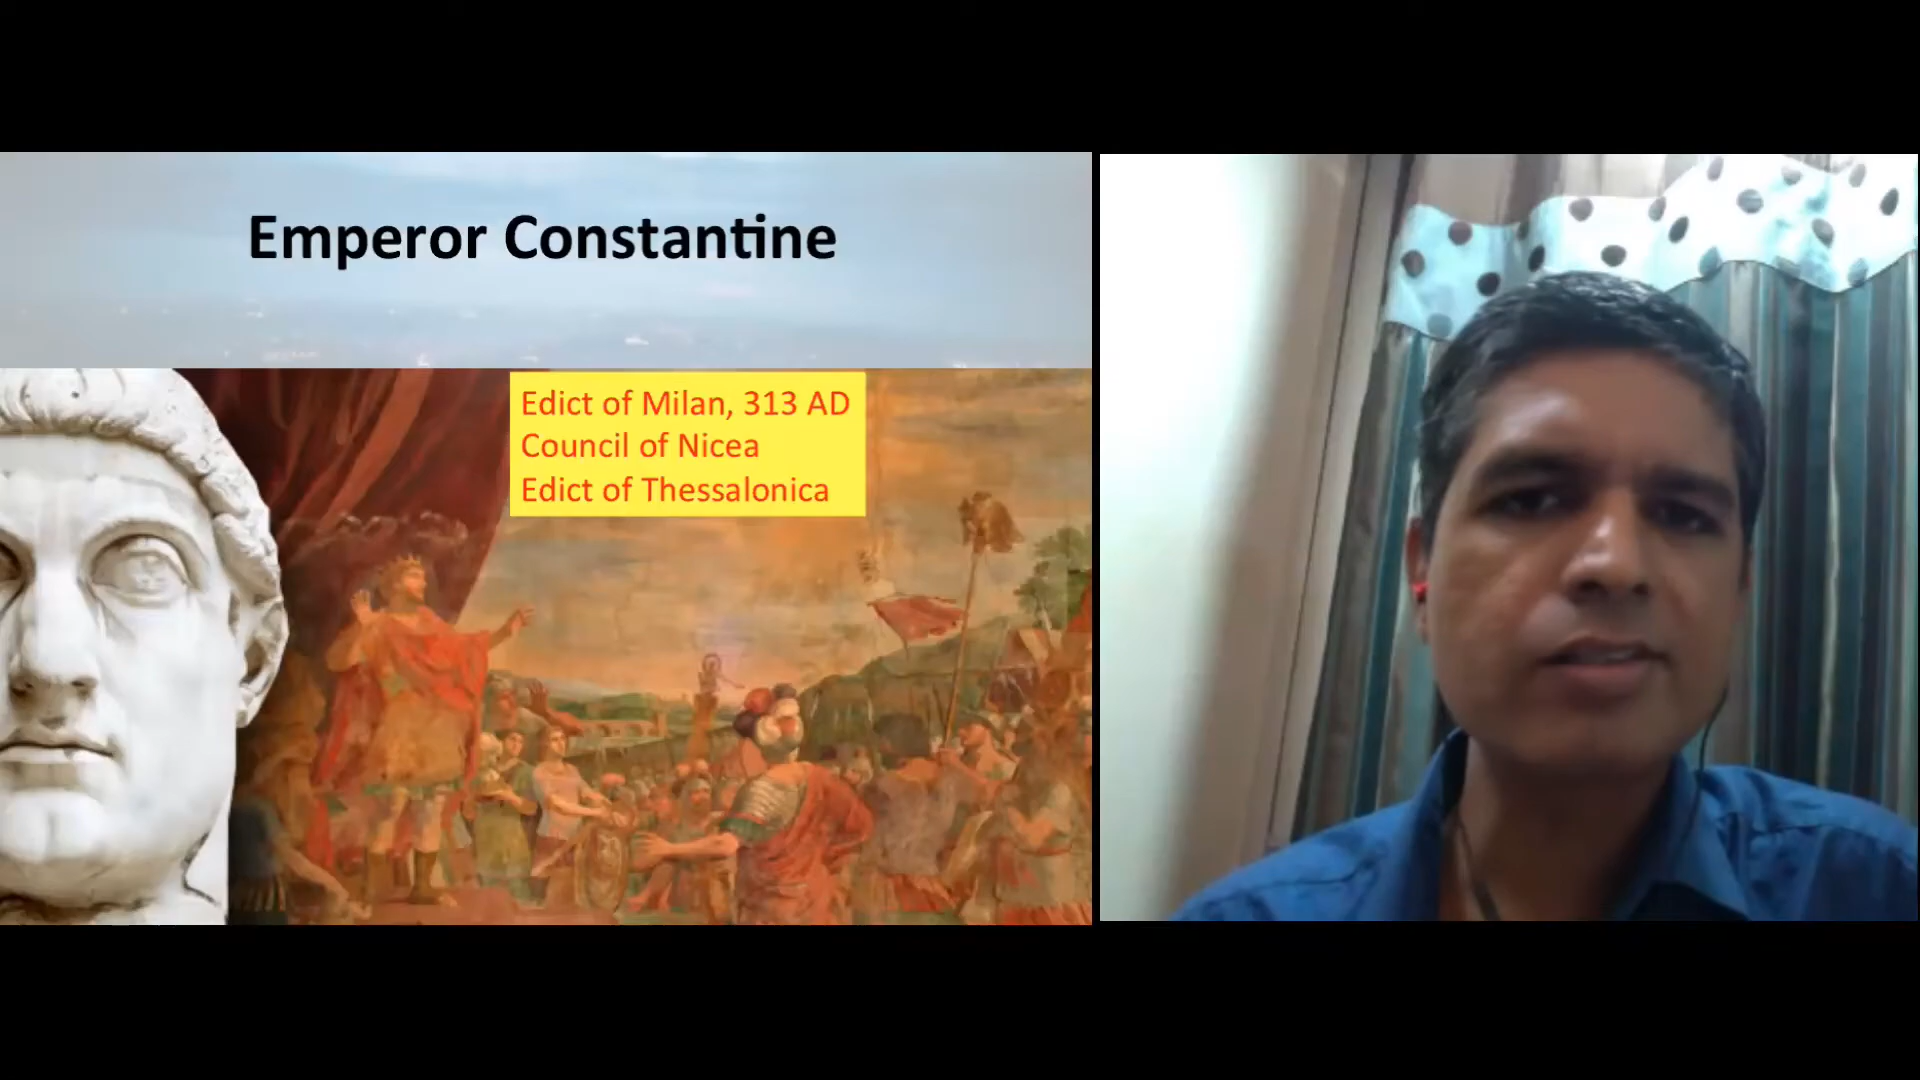 Emperor Constantine
Edict of Milan, 313 AD
Council of Nicea
Edict of Thessalonica